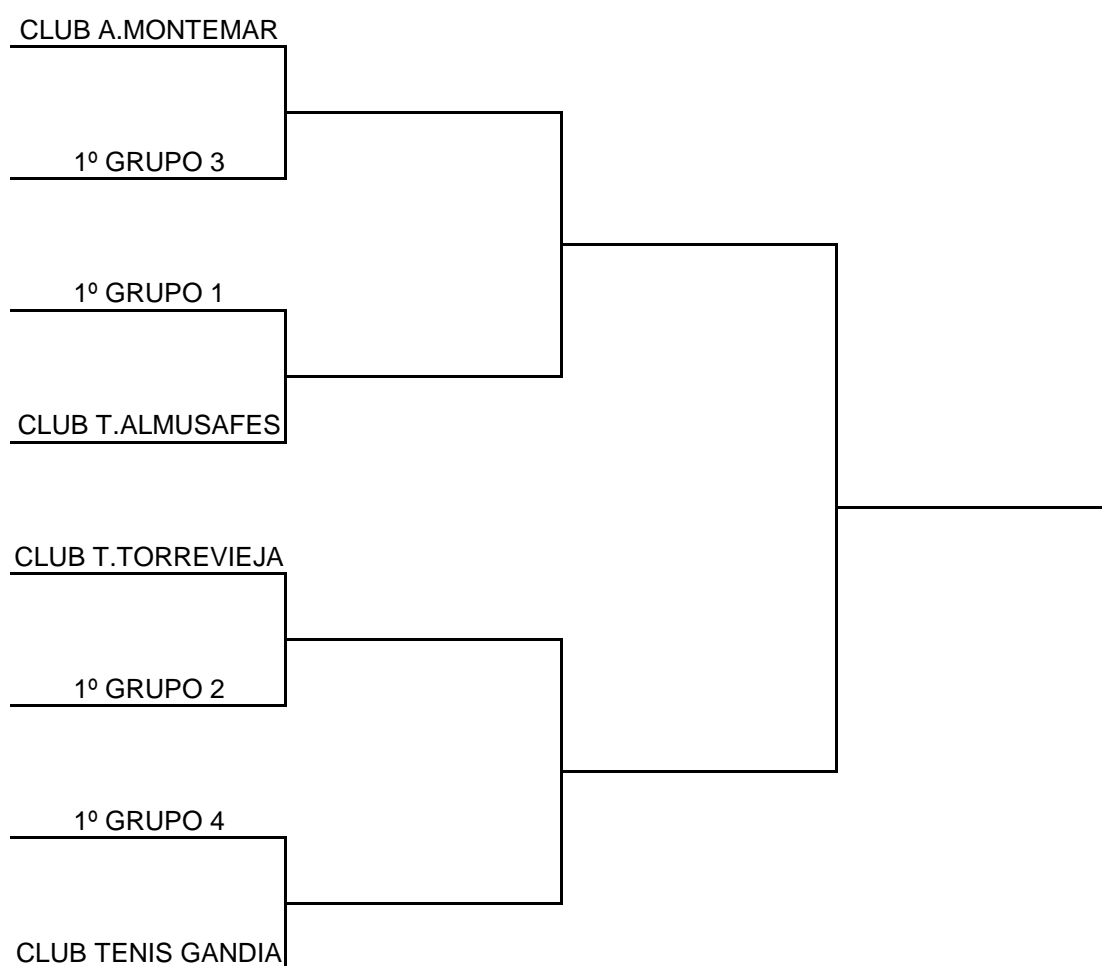 CLUB A.MONTEMAR
1º GRUPO 3
1º GRUPO 1
CLUB T.ALMUSAFES
CLUB T.TORREVIEJA
1º GRUPO 2
1º GRUPO 4
CLUB TENIS GANDIA